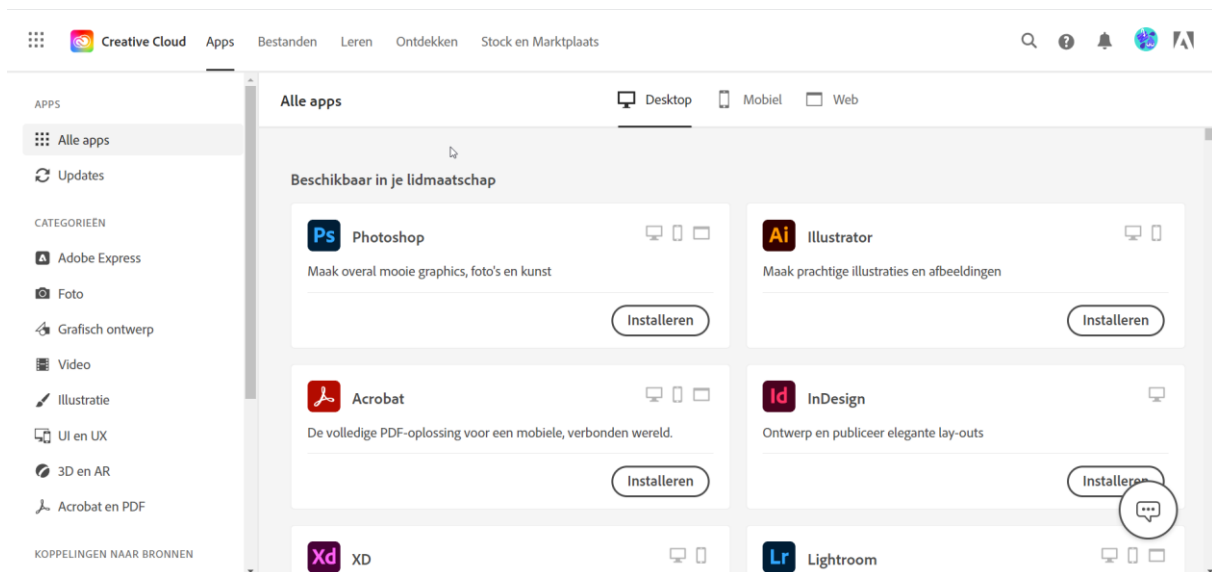 Creative Cloud Apps Bestanden Leren Ontdekken Stock en Marktplaats
APPS
Alle apps
Updates
CATEGORIEËN
Adobe Express
Foto
Grafisch ontwerp
Video
Illustratie
UI en UX
3D en AR
Acrobat en PDF
KOPPELINGEN NAAR BRONNEN
Alle apps Desktop Mobiel Web
Beschikbaar in je lidmaatschap
Ps Photoshop
Maak overal mooie graphics, foto's en kunst
Installeren
Ai Illustrator
Maak prachtige illustraties en afbeeldingen
Installeren
Acrobat
De volledige PDF-oplossing voor een mobiele, verbonden wereld.
Installeren
Id InDesign
Ontwerp en publiceer elegante lay-outs
Installeren
Xd XD
Lr Lightroom